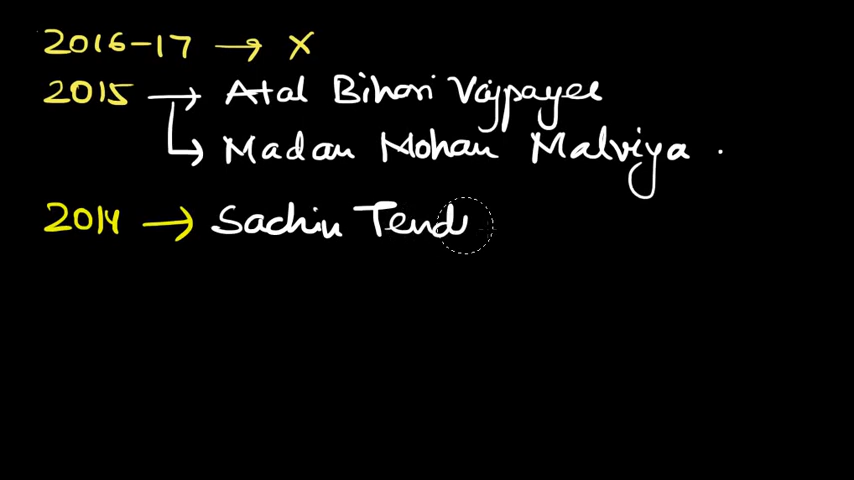 2016-17 → X
2015 → Atal Bihari Vajpayee
↳ Madan Mohan Malviya .
2014 → Sachin Tend